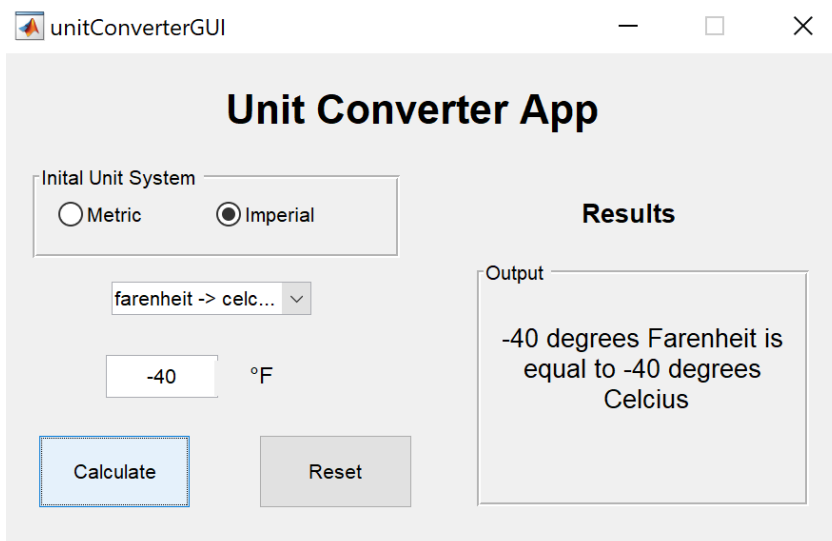 unitConverterGUI
Unit Converter App
Inital Unit System
Metric
Imperial
farenheit -> celc...
-40
°F
Calculate
Reset
Results
Output
-40 degrees Farenheit is
equal to -40 degrees
Celcius